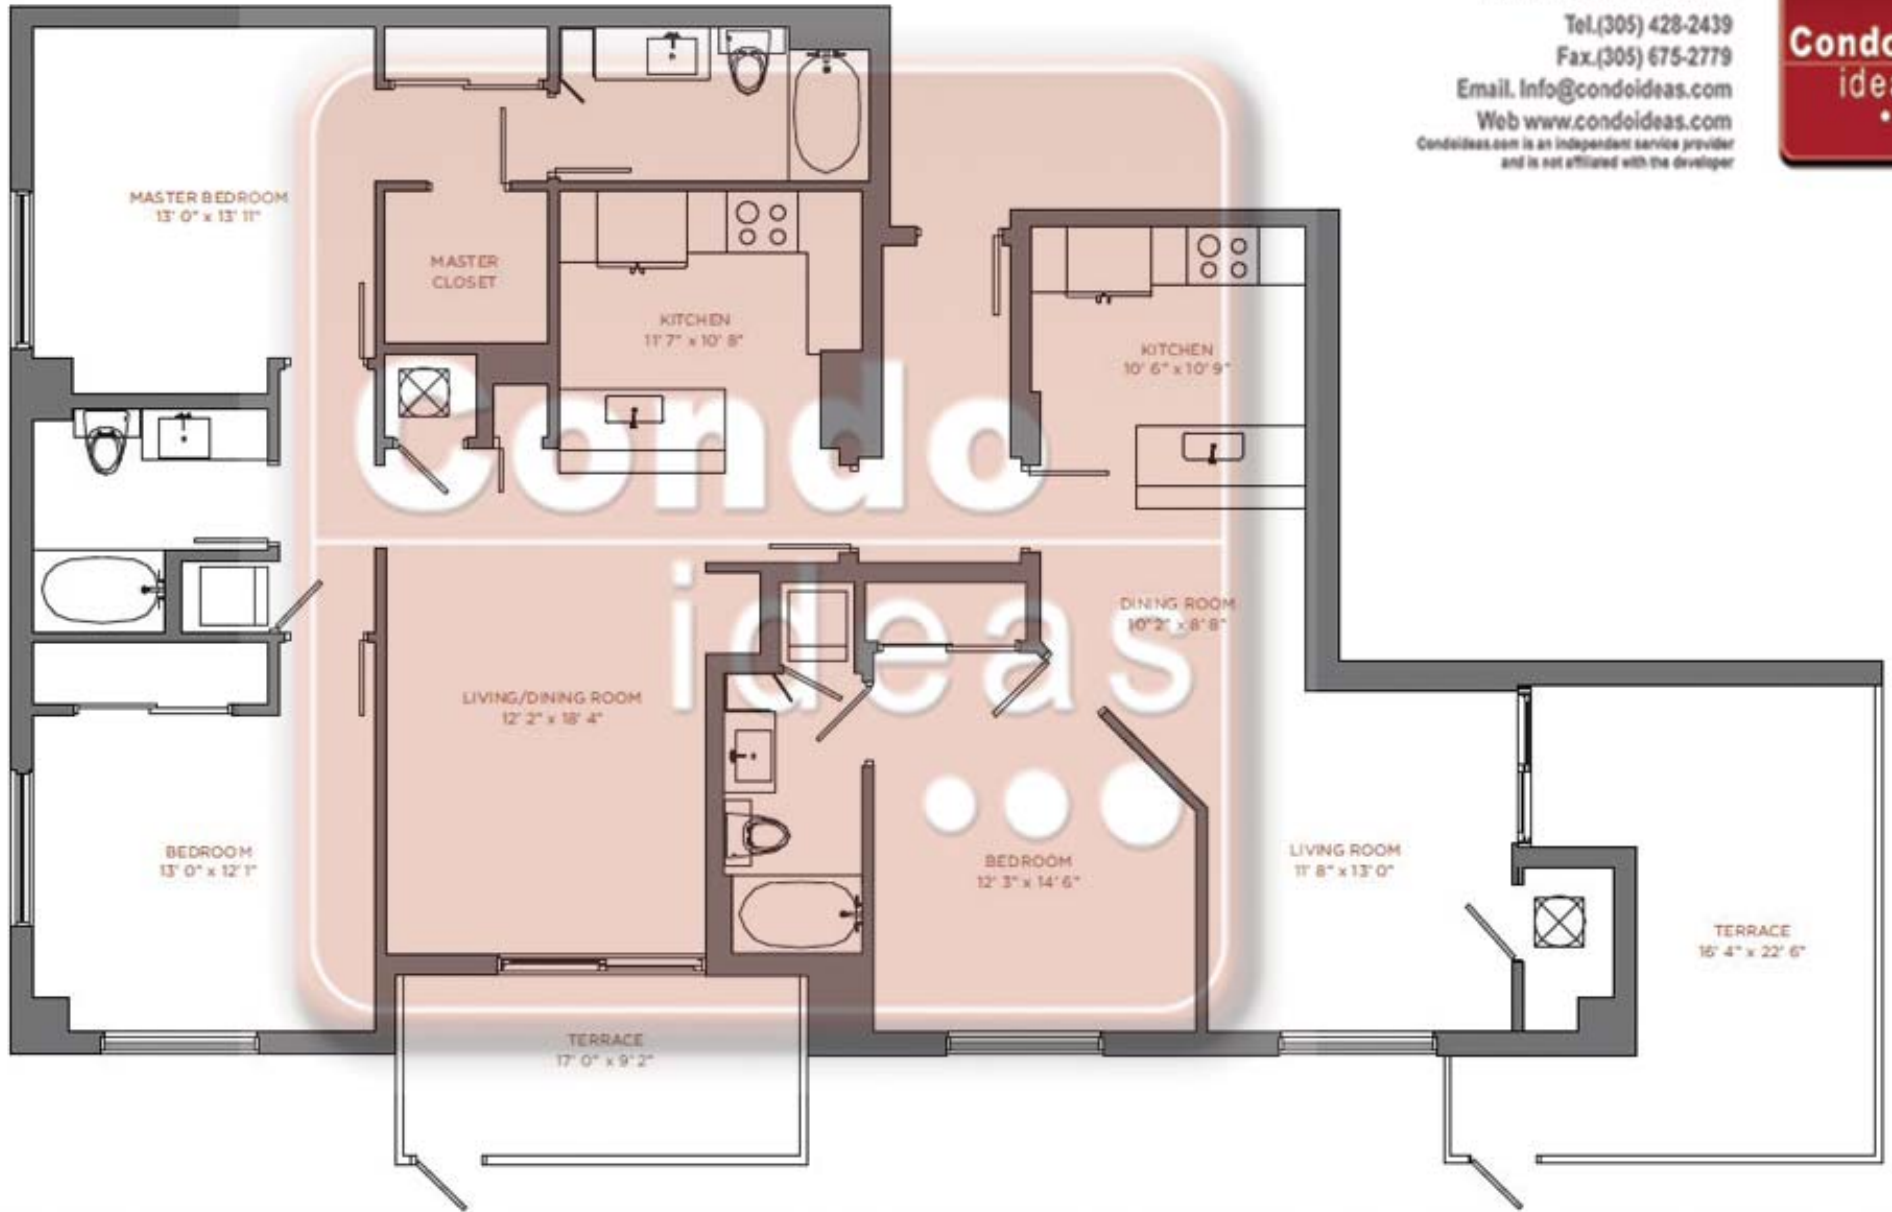 Tel.(305) 428-2439
Fax.(305) 675-2779
Email. Info@condoideas.com
Web www.condoideas.com
Condoideas.com is an independent service provider
and is not affiliated with the developer
MASTER BEDROOM
13' 0" x 13' 11"
MASTER
CLOSET
KITCHEN
11' 7" x 10' 8"
KITCHEN
10' 6" x 10' 9"
Condo
ideas
DINING ROOM
10' 2" x 8' 8"
LIVING/DINING ROOM
12' 2" x 18' 4"
BEDROOM
13' 0" x 12' 1"
BEDROOM
12' 3" x 14' 6"
LIVING ROOM
11' 8" x 13' 0"
TERRACE
16' 4" x 22' 6"
TERRACE
17' 0" x 9' 2"